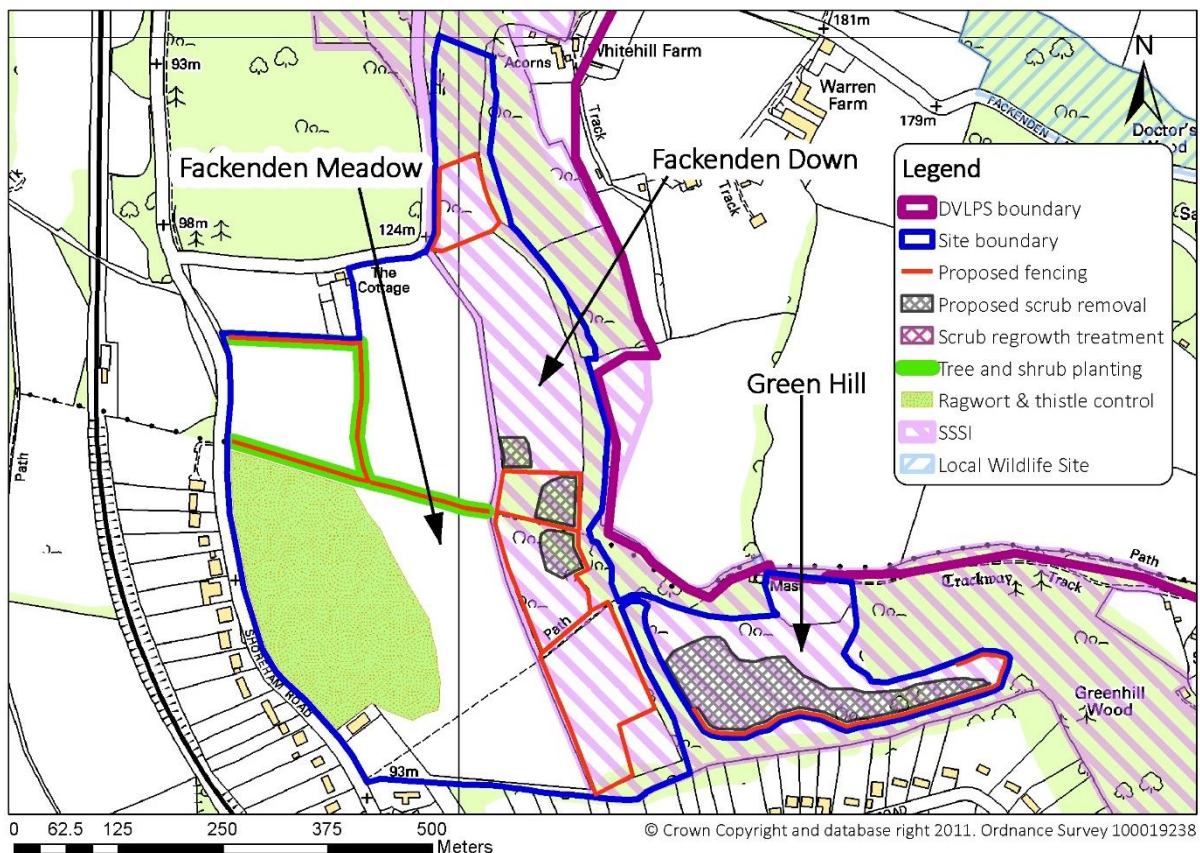 181m
93m
Acorns
Whitehill Farm
N
Warren
Farm
179m
FACKENDEN
Doctor's
Wood
Track
Track
Fackenden Meadow
Fackenden Down
98m
124m
The
Cottage
Legend
DVLPS boundary
Site boundary
Proposed fencing
Proposed scrub removal
Scrub regrowth treatment
Tree and shrub planting
Ragwort & thistle control
SSSI
Local Wildlife Site
Green Hill
Path
Path
Mast
Trackway
Track
Path
SHOREHAM ROAD
Greenhill
Wood
93m
0 62.5 125 250 375 500
Meters
© Crown Copyright and database right 2011. Ordnance Survey 100019238